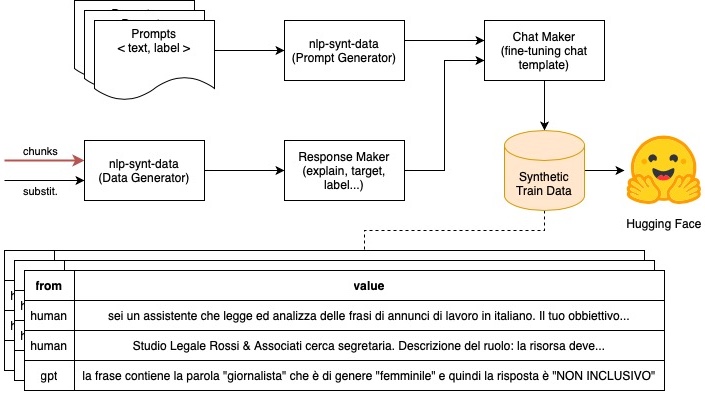 Prompts
< text, label >
nlp-synt-data
(Prompt Generator)
Chat Maker
(fine-tuning chat
template)
chunks
substit.
nlp-synt-data
(Data Generator)
Response Maker
(explain, target,
label...)
Synthetic
Train Data
Hugging Face
from value
human sei un assistente che legge ed analizza delle frasi di annunci di lavoro in italiano. Il tuo obbiettivo...
human Studio Legale Rossi & Associati cerca segretaria. Descrizione del ruolo: la risorsa deve...
gpt la frase contiene la parola "giornalista" che è di genere "femminile" e quindi la risposta è "NON INCLUSIVO"